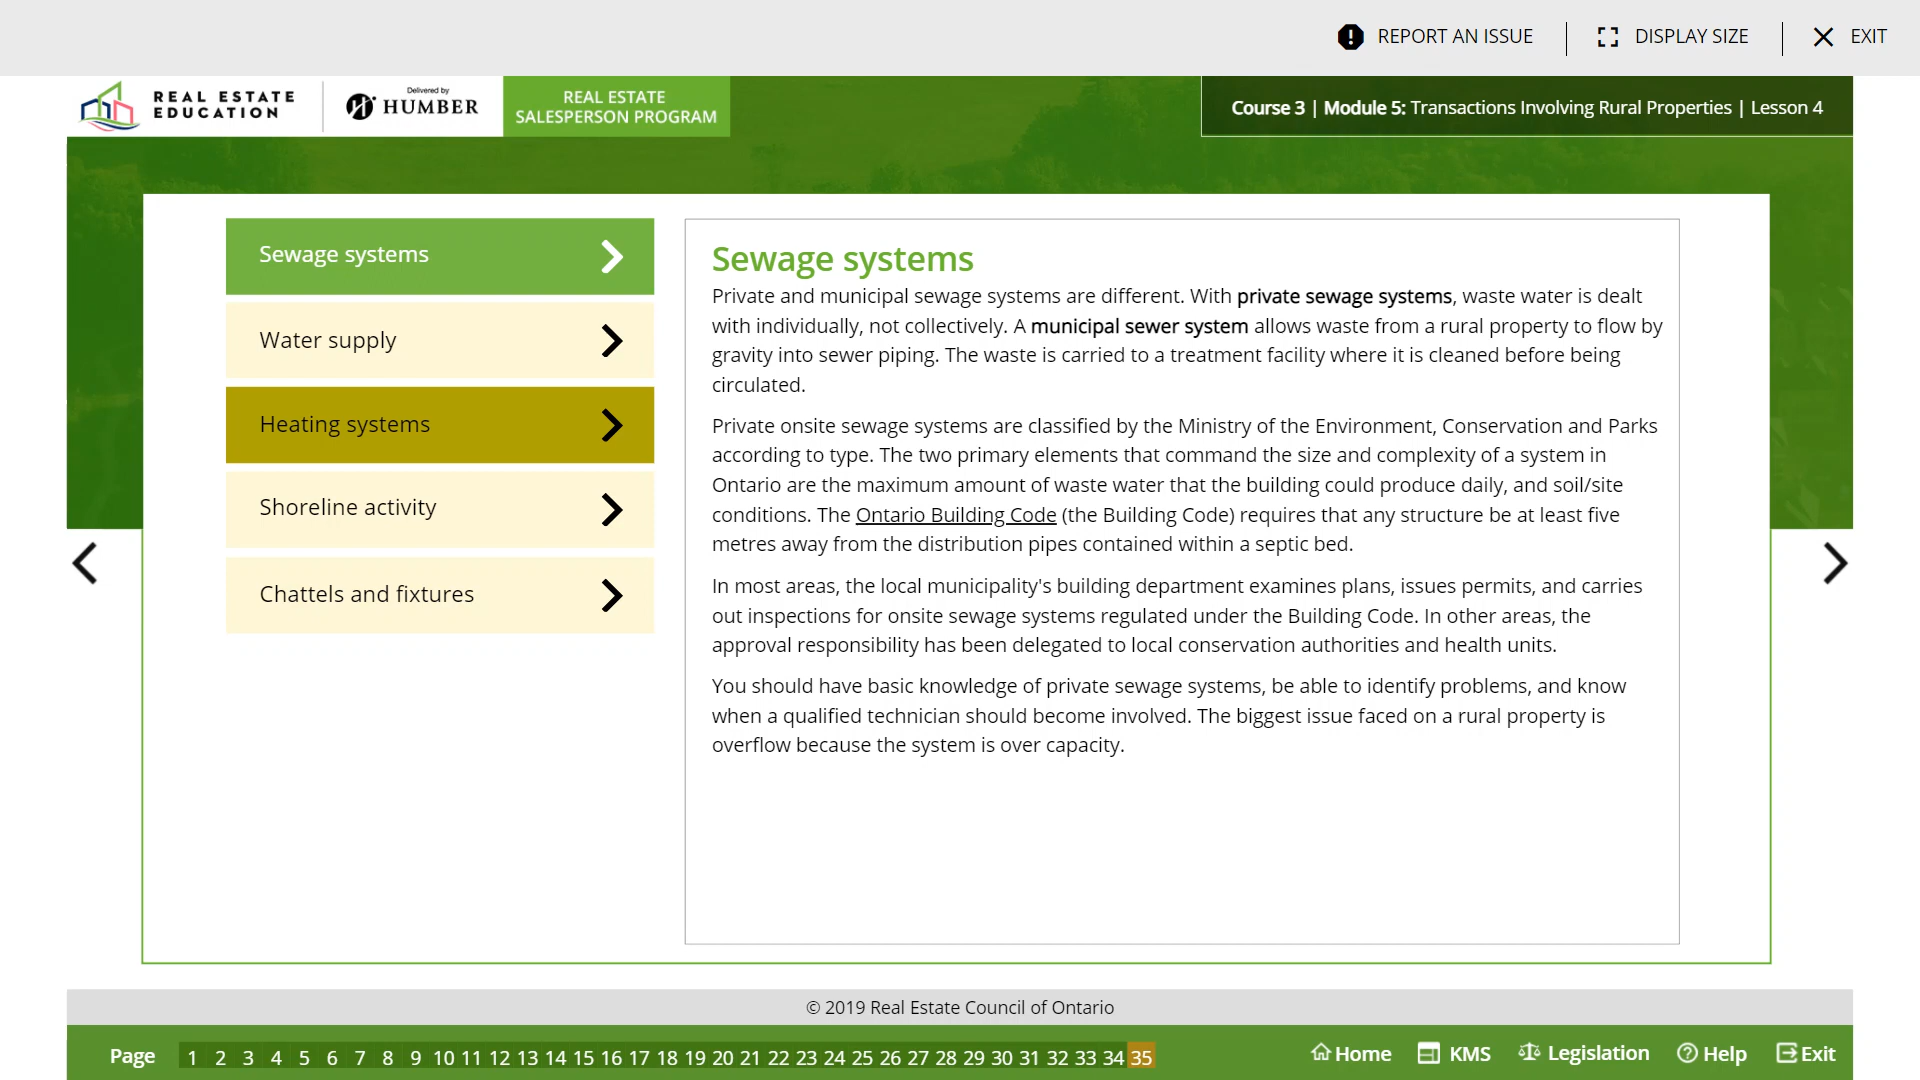 REPORT AN ISSUE
DISPLAY SIZE
EXIT
REAL ESTATE
EDUCATION
Delivered by
HUMBER
REAL ESTATE
SALESPERSON PROGRAM
Course 3 | Module 5: Transactions Involving Rural Properties | Lesson 4
Sewage systems
Water supply
Heating systems
Shoreline activity
Chattels and fixtures
Sewage systems
Private and municipal sewage systems are different. With private sewage systems, waste water is dealt
with individually, not collectively. A municipal sewer system allows waste from a rural property to flow by
gravity into sewer piping. The waste is carried to a treatment facility where it is cleaned before being
circulated.
Private onsite sewage systems are classified by the Ministry of the Environment, Conservation and Parks
according to type. The two primary elements that command the size and complexity of a system in
Ontario are the maximum amount of waste water that the building could produce daily, and soil/site
conditions. The Ontario Building Code (the Building Code) requires that any structure be at least five
metres away from the distribution pipes contained within a septic bed.
In most areas, the local municipality's building department examines plans, issues permits, and carries
out inspections for onsite sewage systems regulated under the Building Code. In other areas, the
approval responsibility has been delegated to local conservation authorities and health units.
You should have basic knowledge of private sewage systems, be able to identify problems, and know
when a qualified technician should become involved. The biggest issue faced on a rural property is
overflow because the system is over capacity.
© 2019 Real Estate Council of Ontario
Page 1 2 3 4 5 6 7 8 9 10 11 12 13 14 15 16 17 18 19 20 21 22 23 24 25 26 27 28 29 30 31 32 33 34 35
Home
KMS
Legislation
Help
Exit